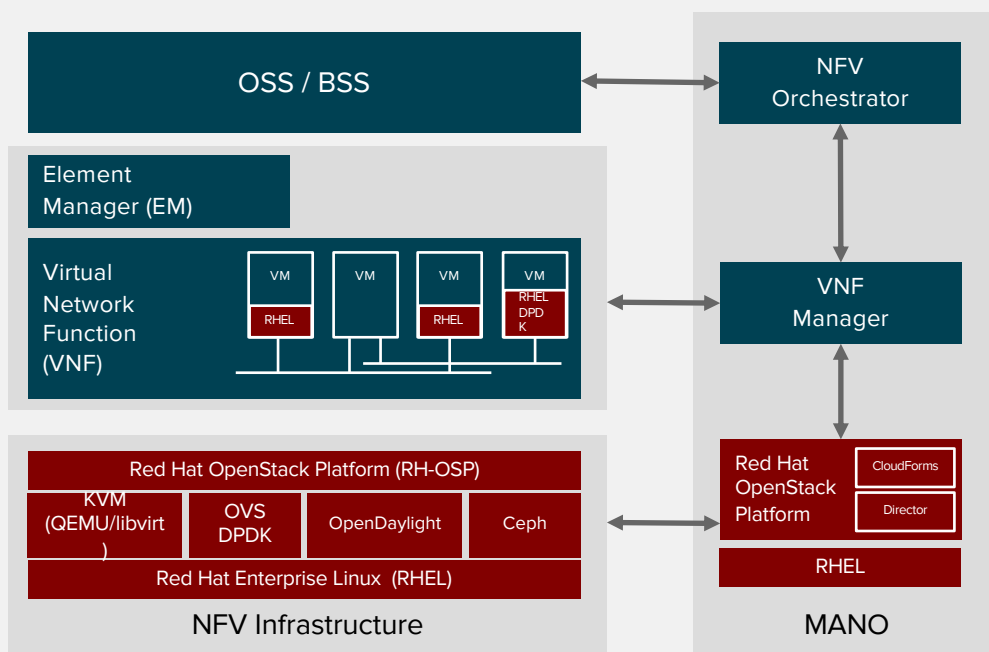 OSS / BSS
NFV
Orchestrator
Element
Manager (EM)
Virtual
Network
Function
(VNF)
VM
RHEL
VM
VM
RHEL
VM
RHEL
DPD
K
VNF
Manager
Red Hat OpenStack Platform (RH-OSP)
KVM
(QEMU/libvirt
)
OVS
DPDK
OpenDaylight
Ceph
Red Hat Enterprise Linux (RHEL)
NFV Infrastructure
Red Hat
OpenStack
Platform
CloudForms
Director
RHEL
MANO